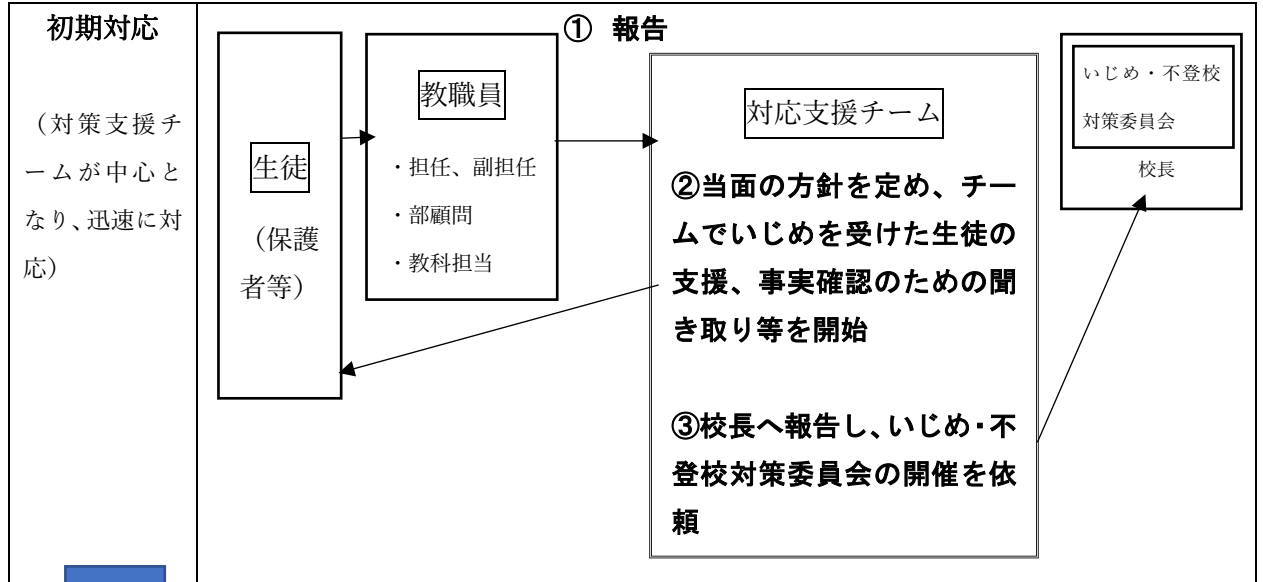 初期対応
（対策支援チ
ームが中心と
なり、迅速に対
応）
① 報告
生徒
（保護
者等）
教職員
・担任、副担任
・部顧問
・教科担当
対応支援チーム
②当面の方針を定め、チー
ムでいじめを受けた生徒の
支援、事実確認のための聞
き取り等を開始
③校長へ報告し、いじめ・不
登校対策委員会の開催を依
頼
いじめ・不登校
対策委員会
校長